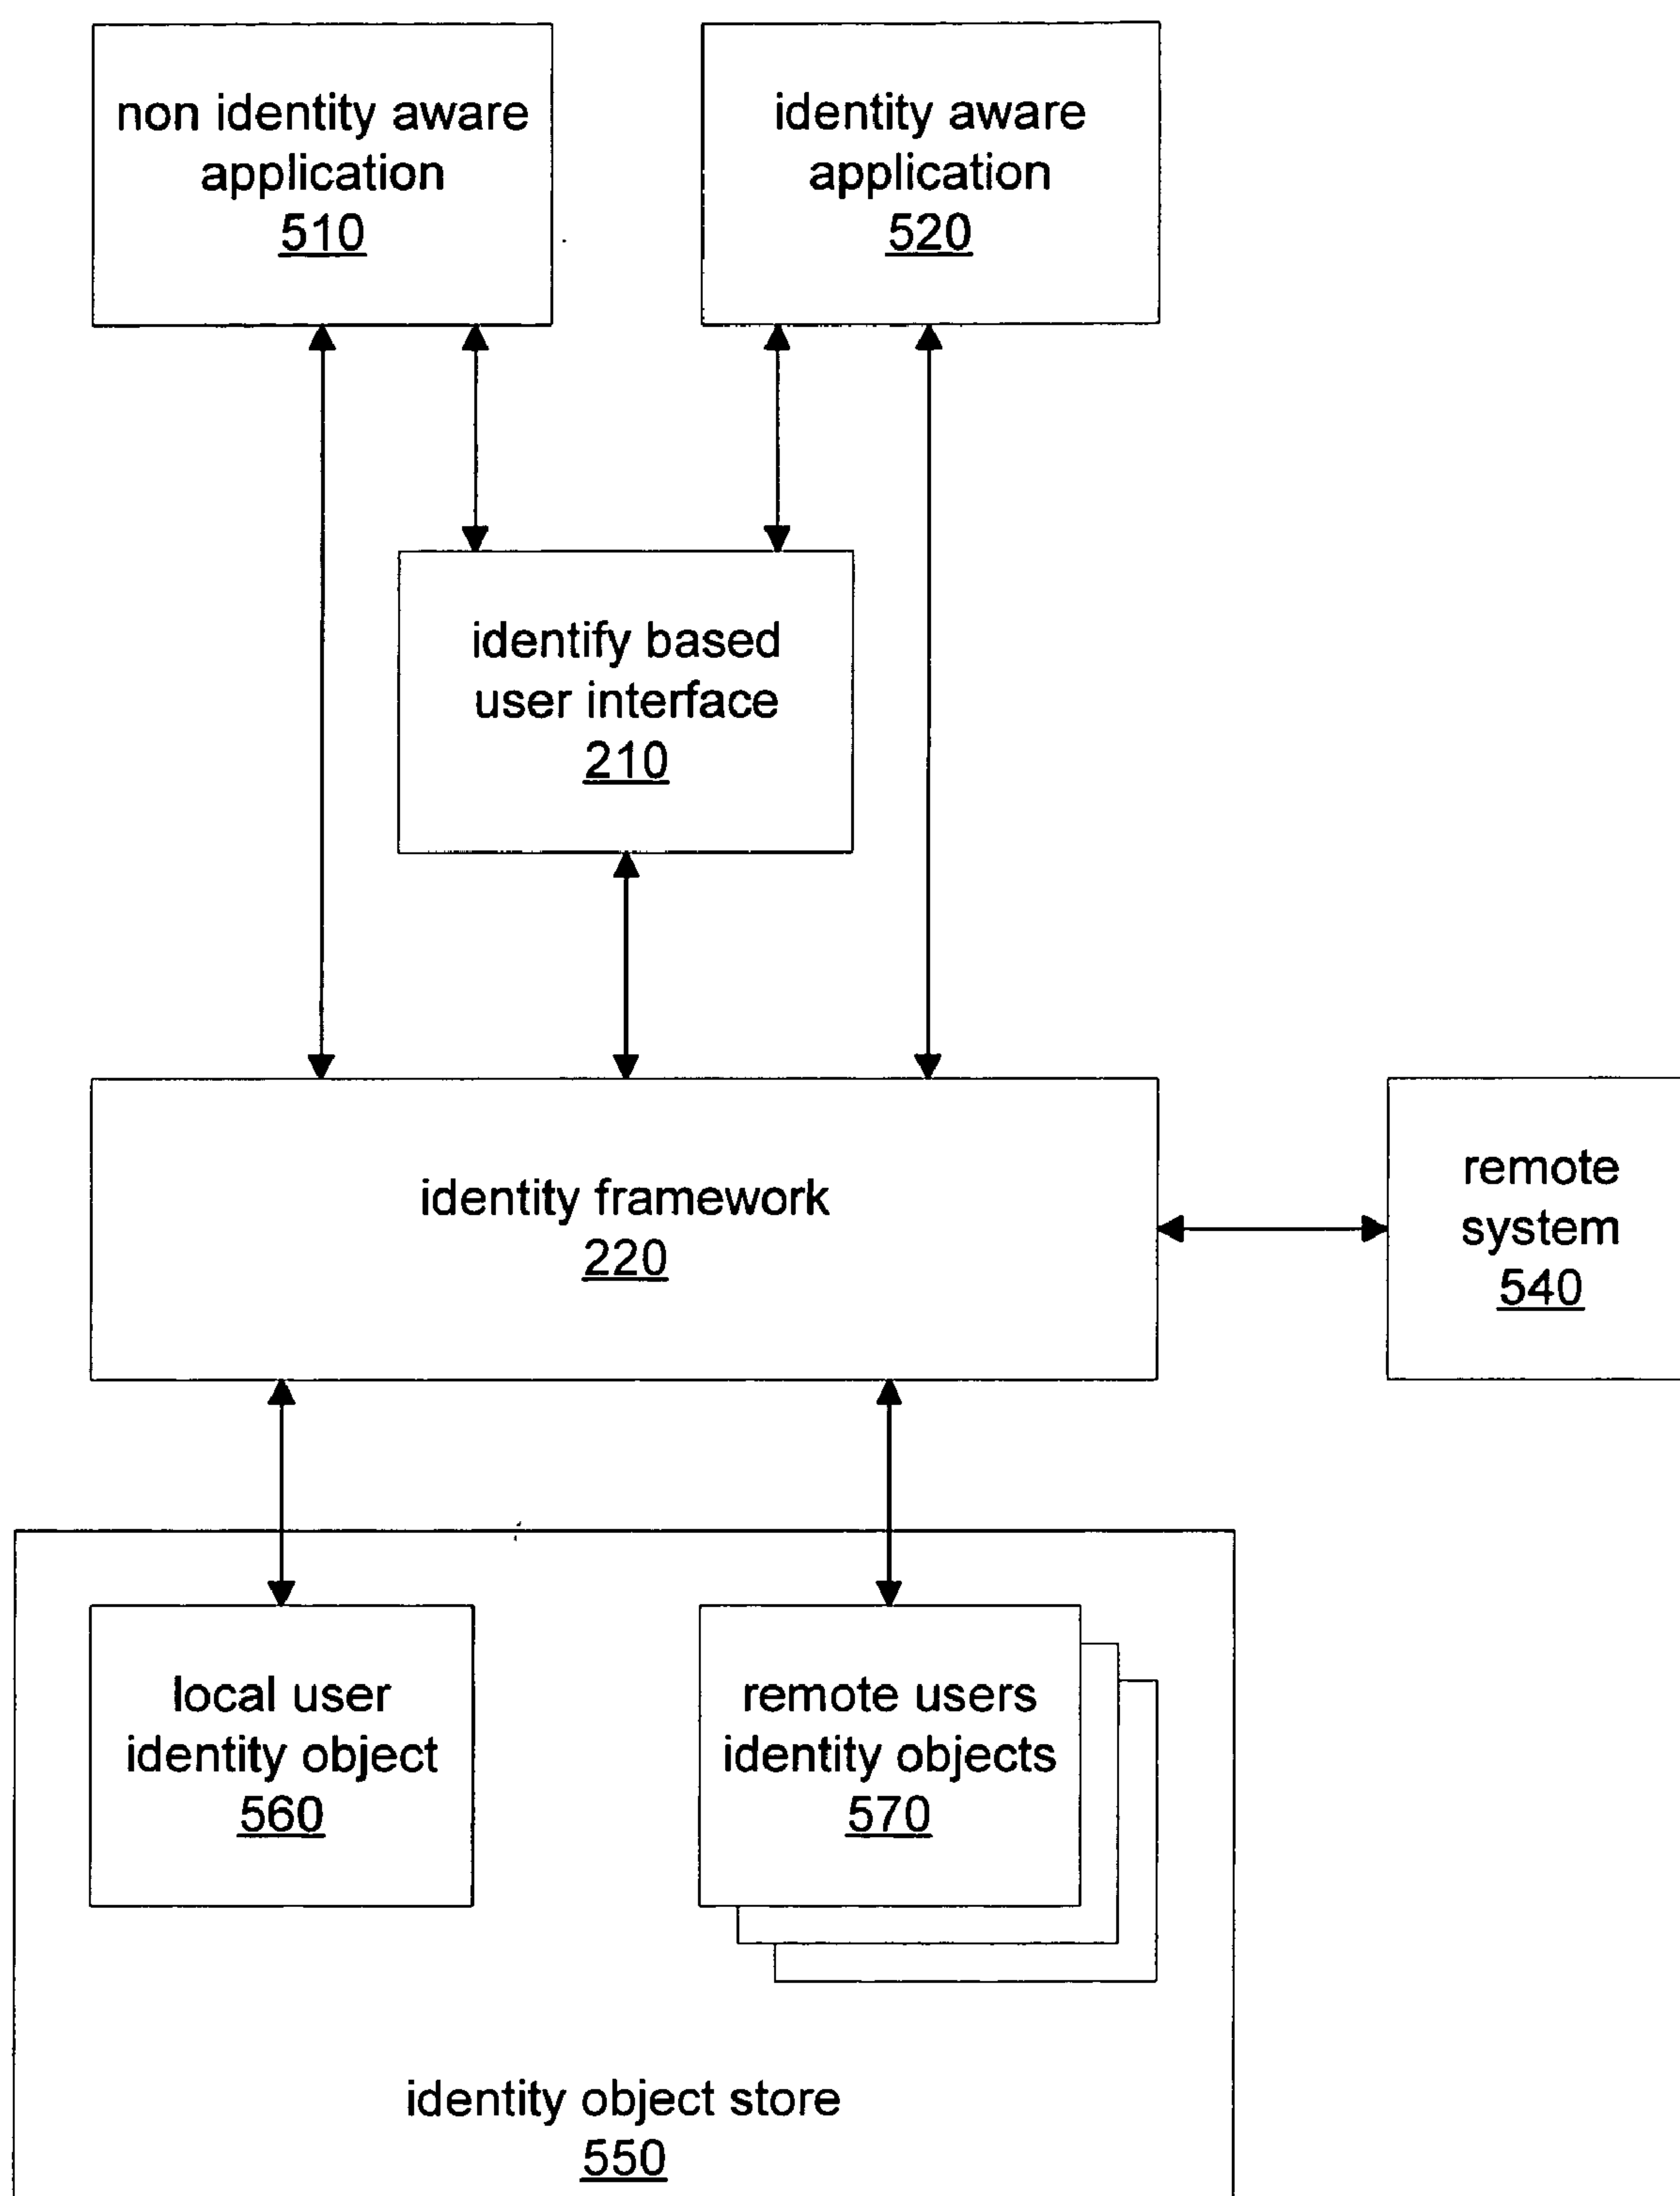 non identity aware
application
510
identity aware
application
520
identify based
user interface
210
identity framework
220
remote
system
540
local user
identity object
560
remote users
identity objects
570
identity object store
550